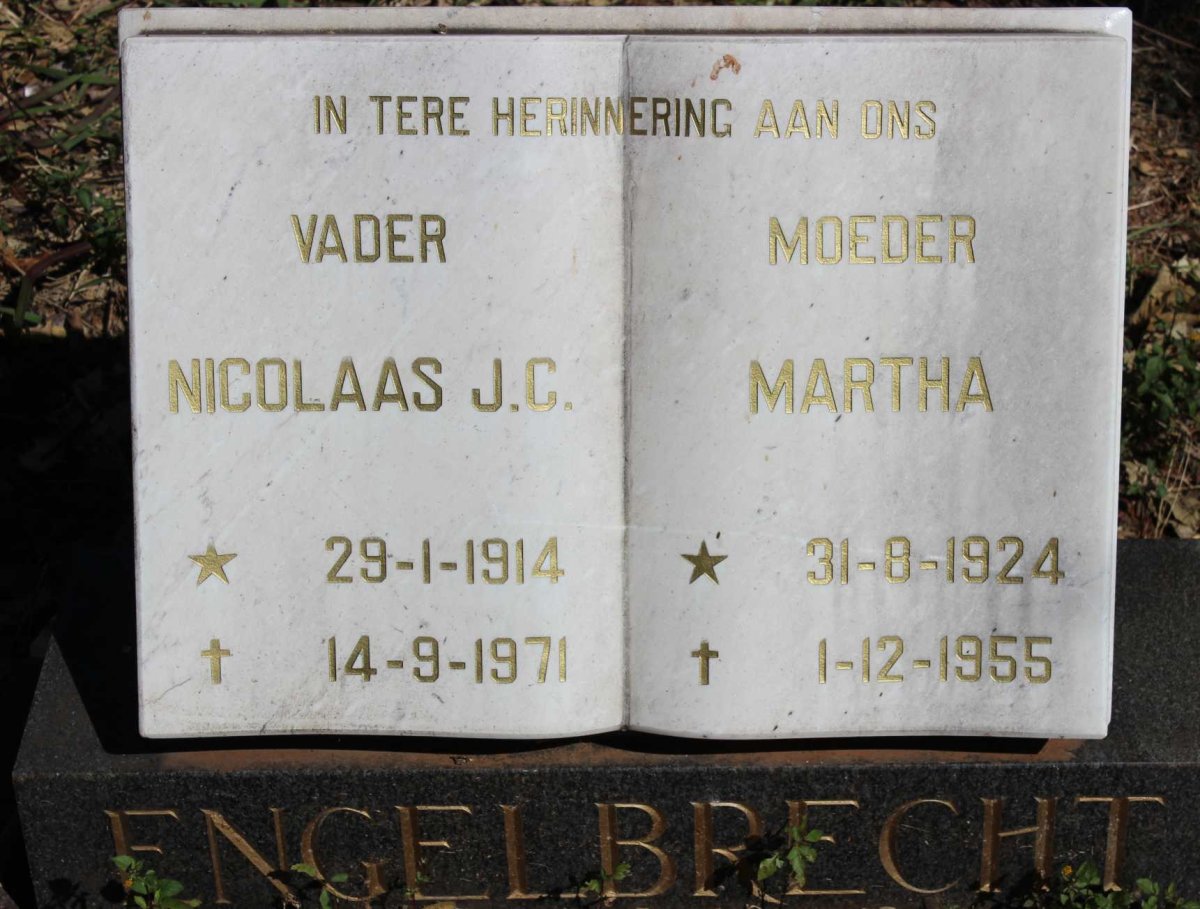 IN TERE HERINNERING AAN ONS
VADER
NICOLAAS J.C.
29-1-1914
14-9-1971
MOEDER
MARTHA
31-8-1924
1-12-1955
ENGELBRECHT